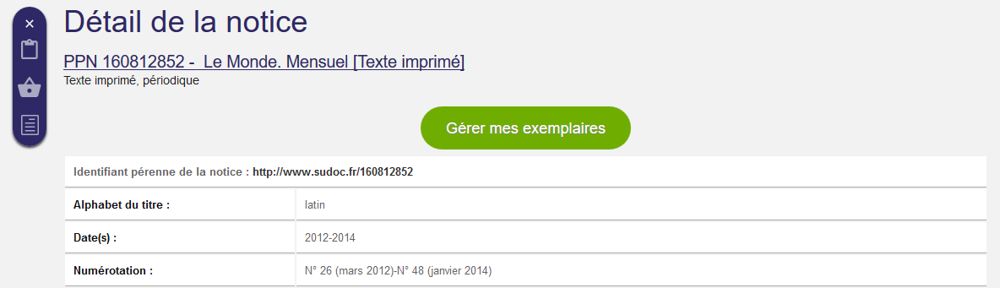 Détail de la notice
PPN 160812852 - Le Monde. Mensuel [Texte imprimé]
Texte imprimé, périodique
Gérer mes exemplaires
Identifiant pérenne de la notice : http://www.sudoc.fr/160812852
Alphabet du titre : latin
Date(s) : 2012-2014
Numérotation : N° 26 (mars 2012)-N° 48 (janvier 2014)